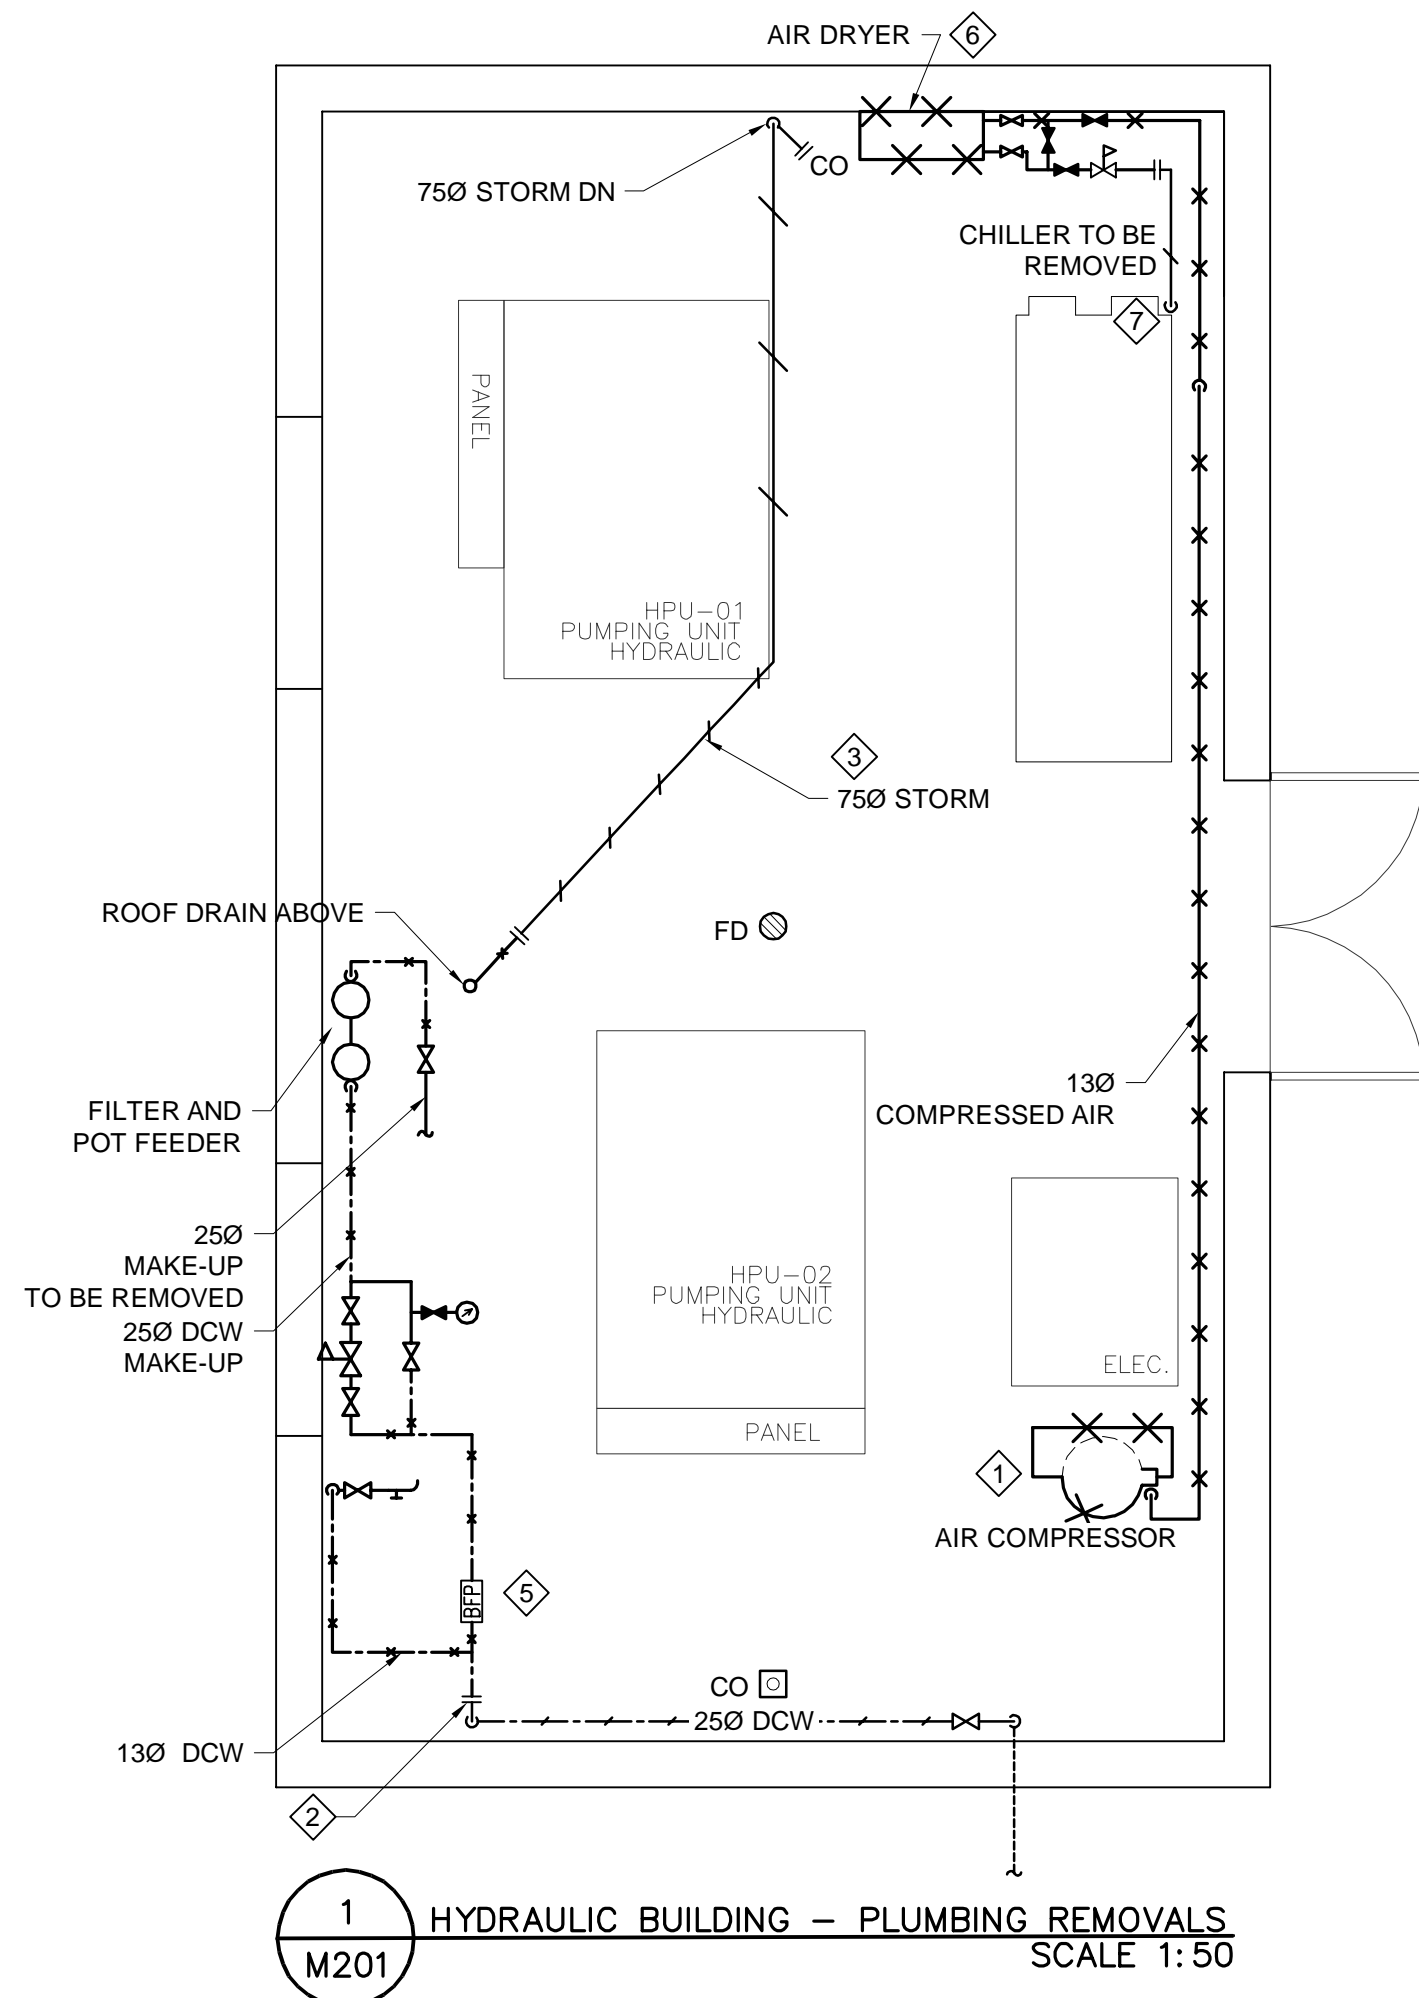 AIR DRYER
6
75Ø STORM DN
CO
CHILLER TO BE
REMOVED
7
PANEL
HPU-01
PUMPING UNIT
HYDRAULIC
3
75Ø STORM
ROOF DRAIN ABOVE
FD
13Ø
COMPRESSED AIR
FILTER AND
POT FEEDER
25Ø
MAKE-UP
TO BE REMOVED
25Ø DCW
MAKE-UP
HPU-02
PUMPING UNIT
HYDRAULIC
PANEL
ELEC.
1
AIR COMPRESSOR
BFP
5
CO
25Ø DCW
13Ø DCW
2
1
M201
HYDRAULIC BUILDING – PLUMBING REMOVALS
SCALE 1:50